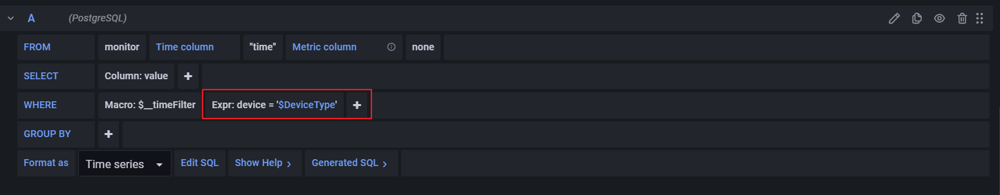 A (PostgreSQL)
FROM monitor Time column "time" Metric column none
SELECT Column: value +
WHERE Macro: $__timeFilter Expr: device = '$DeviceType' +
GROUP BY +
Format as Time series Edit SQL Show Help > Generated SQL >